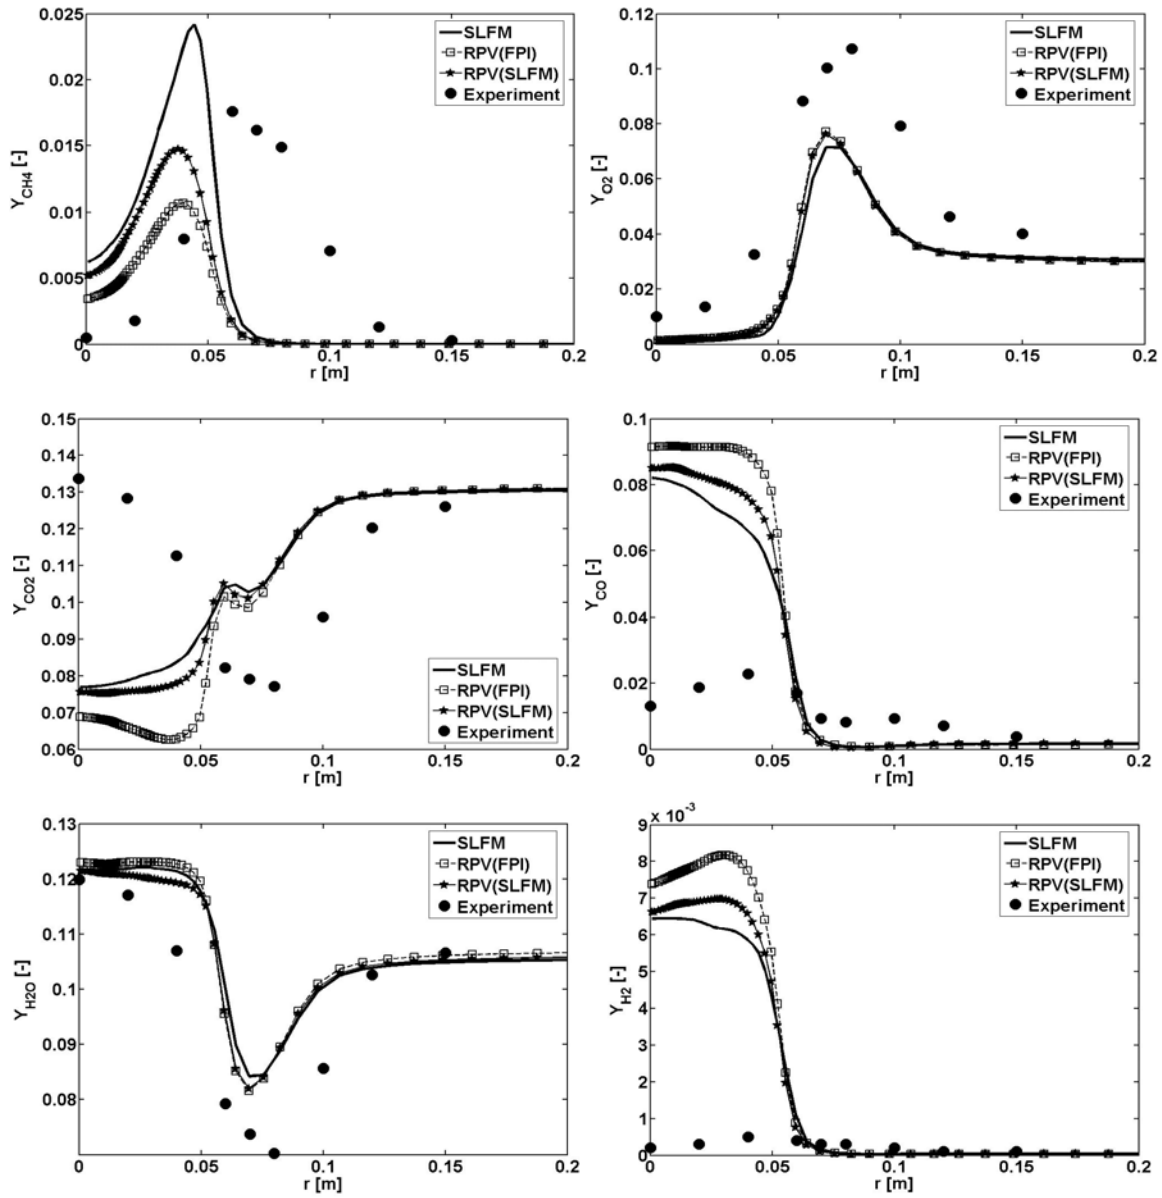 0.025
0.02
0.015
0.01
0.005
0
Y_CH4 [-]
0 0.05 0.1 0.15 0.2
r [m]
SLFM
RPV(FPI)
RPV(SLFM)
Experiment
0.12
0.1
0.08
0.06
0.04
0.02
0
Y_O2 [-]
0 0.05 0.1 0.15 0.2
r [m]
SLFM
RPV(FPI)
RPV(SLFM)
Experiment
0.15
0.14
0.13
0.12
0.11
0.1
0.09
0.08
0.07
0.06
Y_CO2 [-]
0 0.05 0.1 0.15 0.2
r [m]
SLFM
RPV(FPI)
RPV(SLFM)
Experiment
0.1
0.08
0.06
0.04
0.02
0
Y_CO [-]
0 0.05 0.1 0.15 0.2
r [m]
SLFM
RPV(FPI)
RPV(SLFM)
Experiment
0.13
0.12
0.11
0.1
0.09
0.08
Y_H2O [-]
0 0.05 0.1 0.15 0.2
r [m]
SLFM
RPV(FPI)
RPV(SLFM)
Experiment
x 10^-3
9
8
7
6
5
4
3
2
1
0
Y_H2 [-]
0 0.05 0.1 0.15 0.2
r [m]
SLFM
RPV(FPI)
RPV(SLFM)
Experiment